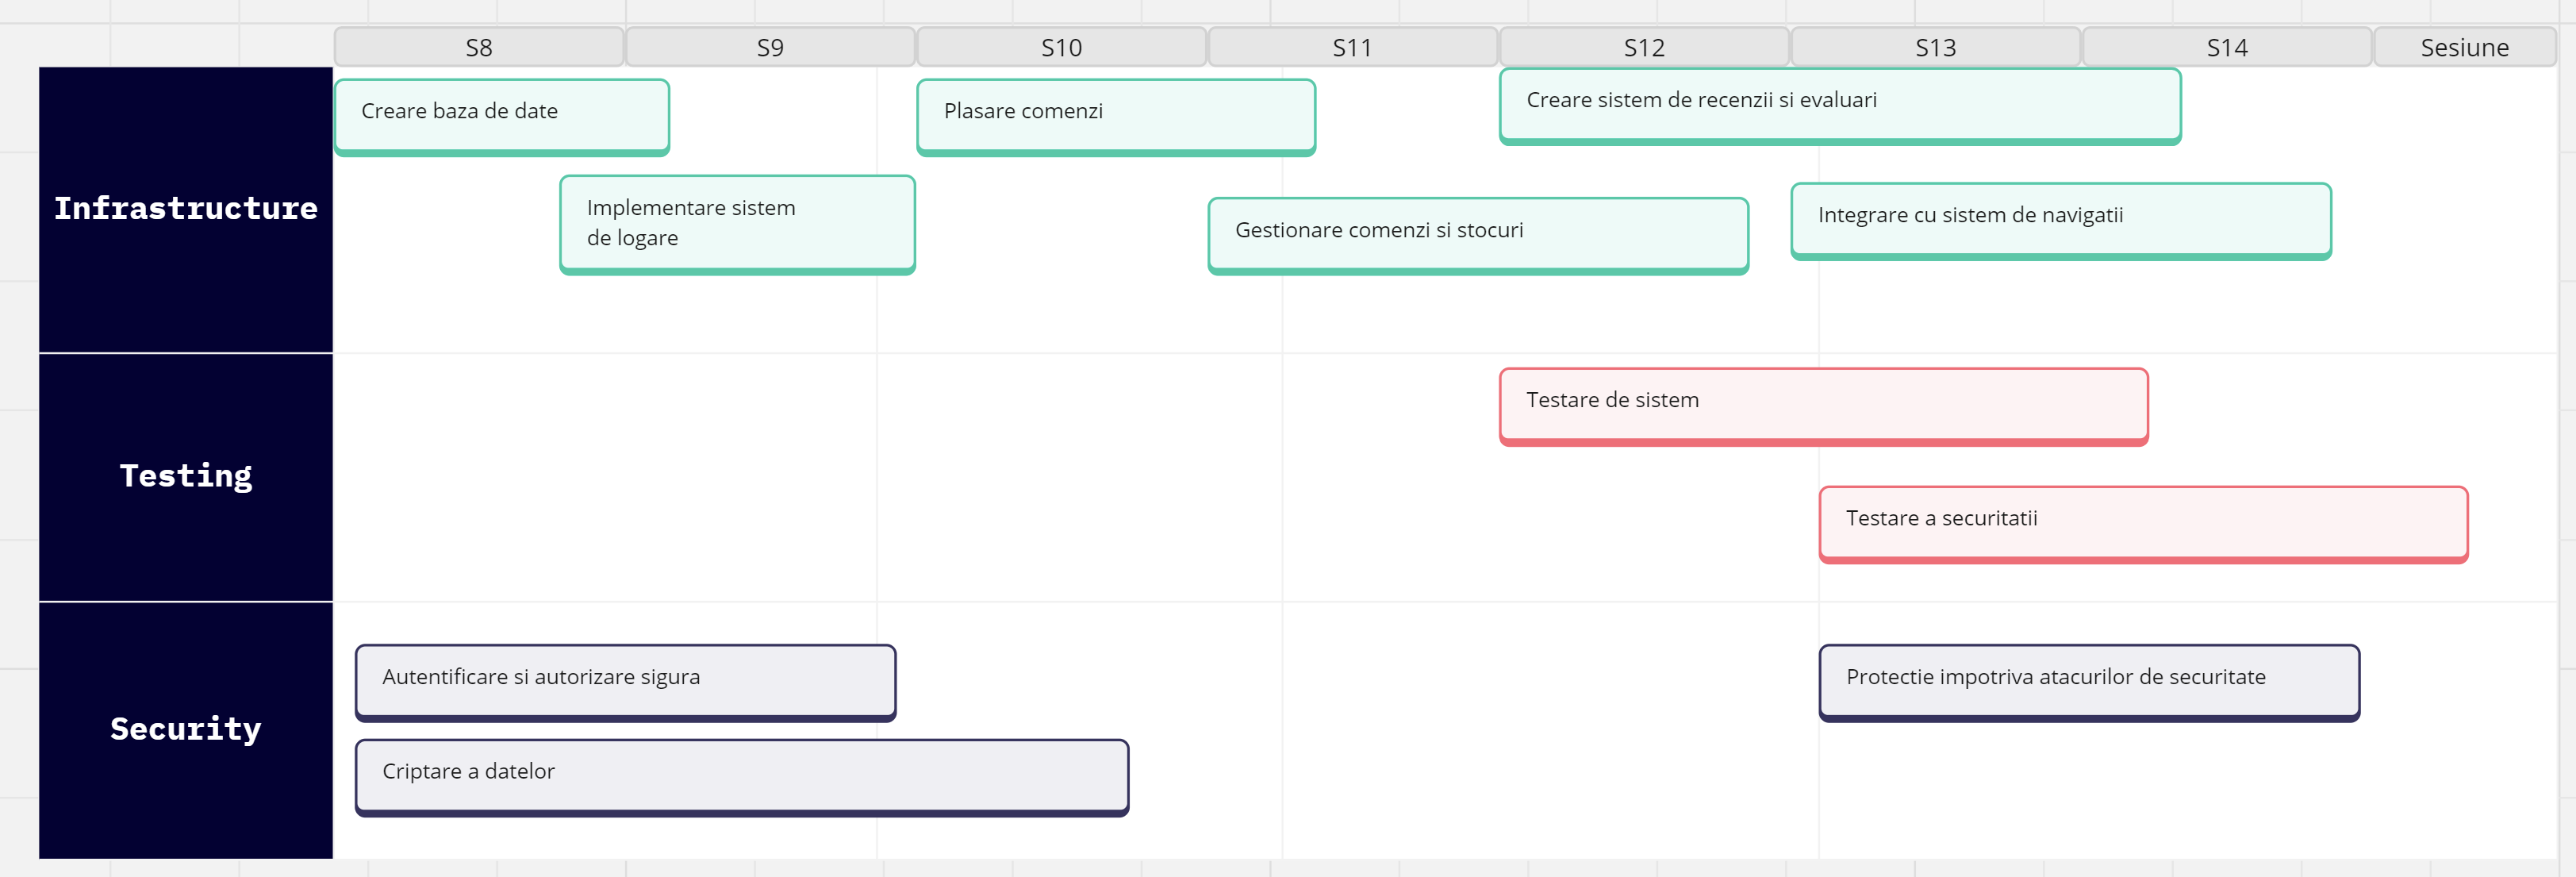 S8
S9
S10
S11
S12
S13
S14
Sesiune
Infrastructure
Creare baza de date
Plasare comenzi
Creare sistem de recenzii si evaluari
Implementare sistem
de logare
Gestionare comenzi si stocuri
Integrare cu sistem de navigatii
Testing
Testare de sistem
Testare a securitatii
Security
Autentificare si autorizare sigura
Protectie impotriva atacurilor de securitate
Criptare a datelor